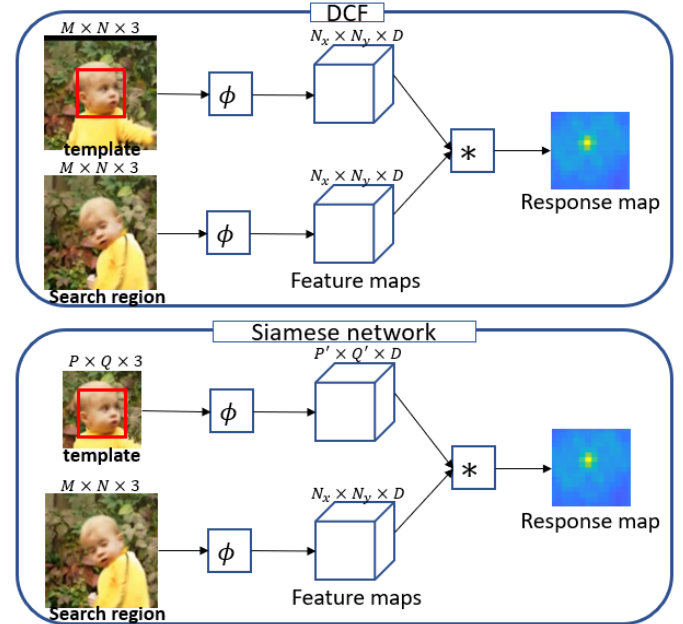 DCF
M × N × 3
N_x × N_y × D
ϕ
template
*
M × N × 3
N_x × N_y × D
Response map
ϕ
Feature maps
Search region
Siamese network
P × Q × 3
P′ × Q′ × D
ϕ
template
*
M × N × 3
N_x × N_y × D
Response map
ϕ
Feature maps
Search region